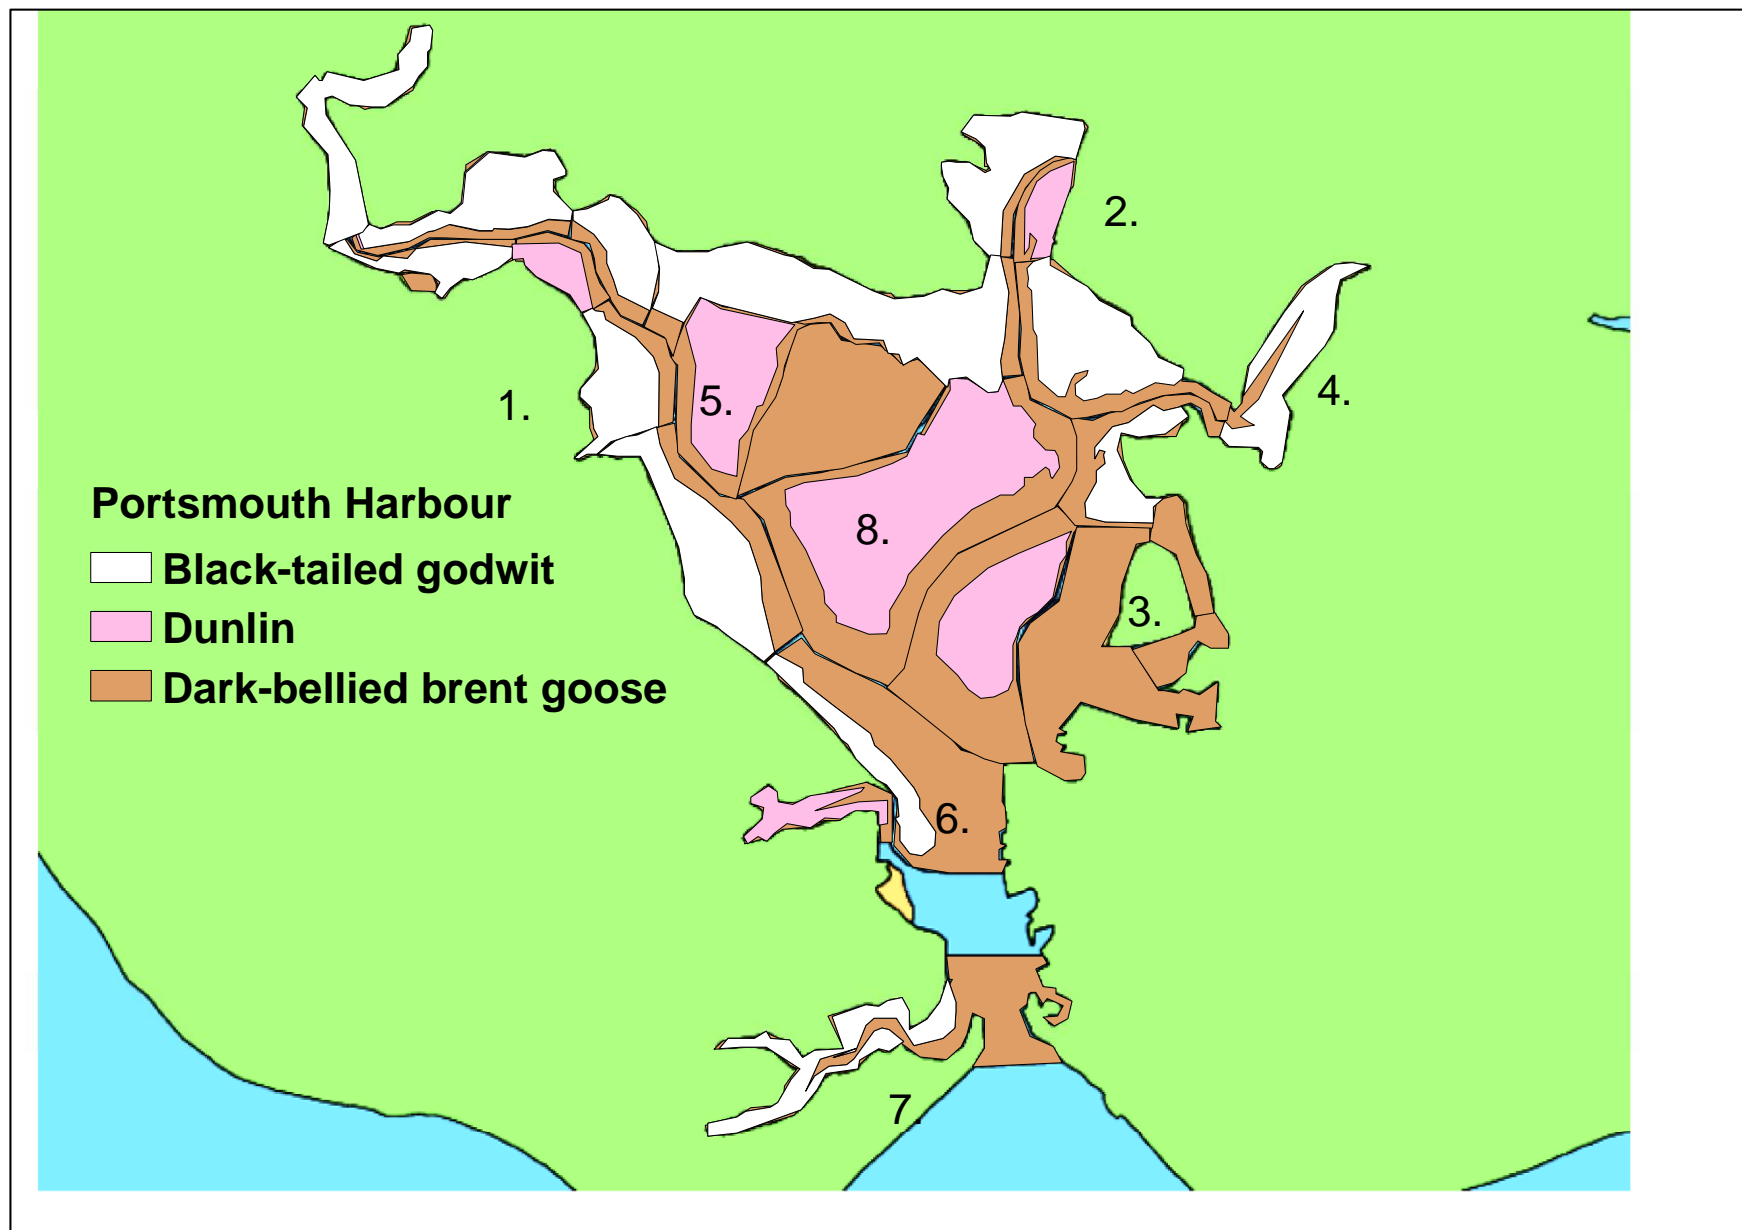 2.
4.
1.
5.
Portsmouth Harbour
8.
Black-tailed godwit
3.
Dunlin
Dark-bellied brent goose
6.
7.